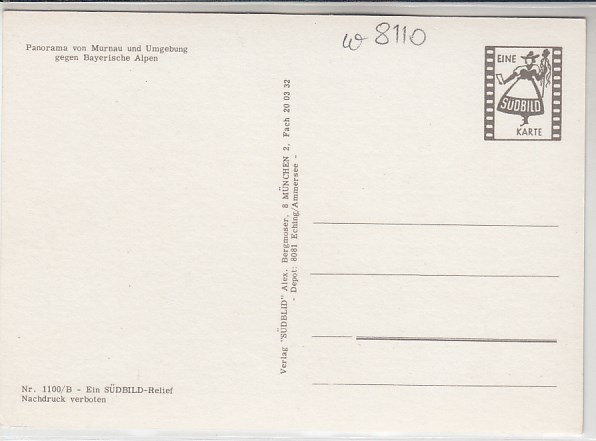 Panorama von Murnau und Umgebung
gegen Bayerische Alpen
w 8110
EINE
SÜDBILD
KARTE
Verlag "SÜDBLID" Alex. Bergmoser, 8 MÜNCHEN 2, Fach 20 03 32
- Depot: 8081 Eching/Ammersee -
Nr. 1100/B - Ein SÜDBILD-Relief
Nachdruck verboten